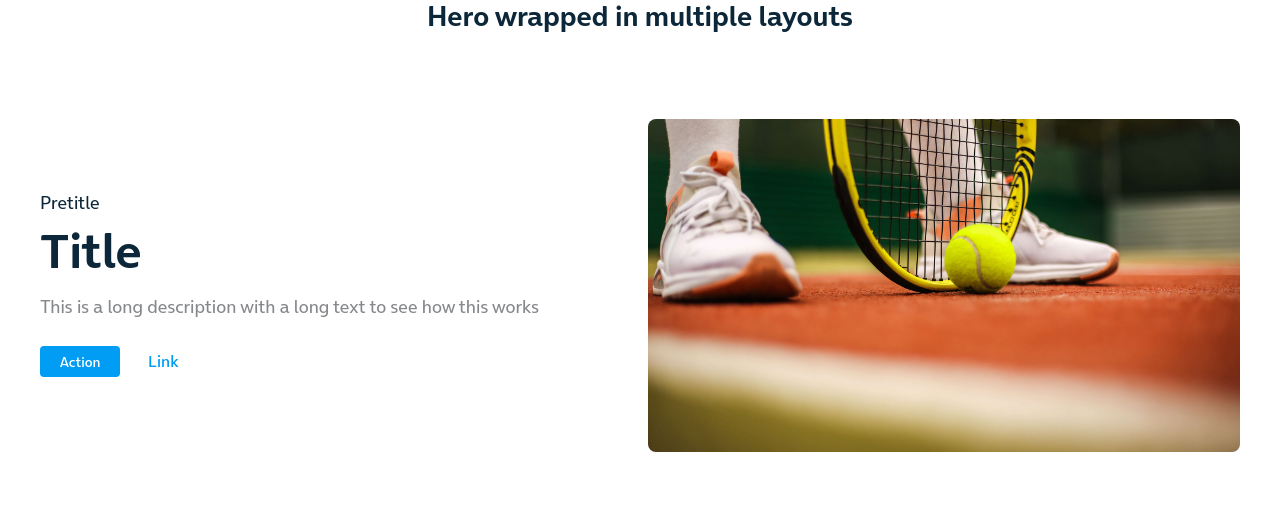 Hero wrapped in multiple layouts
Pretitle
Title
This is a long description with a long text to see how this works
Action
Link